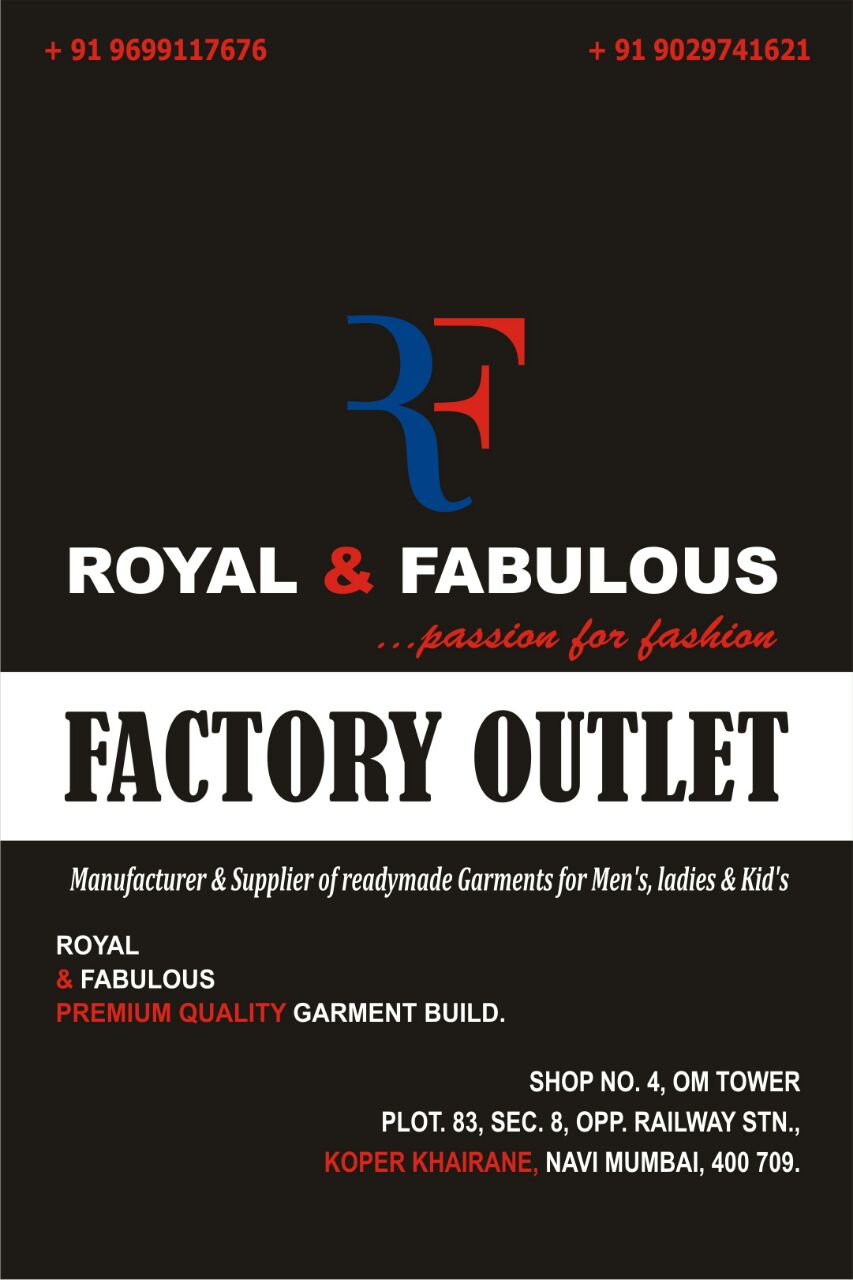 + 91 9699117676 + 91 9029741621
RF
ROYAL & FABULOUS
...passion for fashion
FACTORY OUTLET
Manufacturer & Supplier of readymade Garments for Men's, ladies & Kid's
ROYAL
& FABULOUS
PREMIUM QUALITY GARMENT BUILD.
SHOP NO. 4, OM TOWER
PLOT. 83, SEC. 8, OPP. RAILWAY STN.,
KOPER KHAIRANE, NAVI MUMBAI, 400 709.